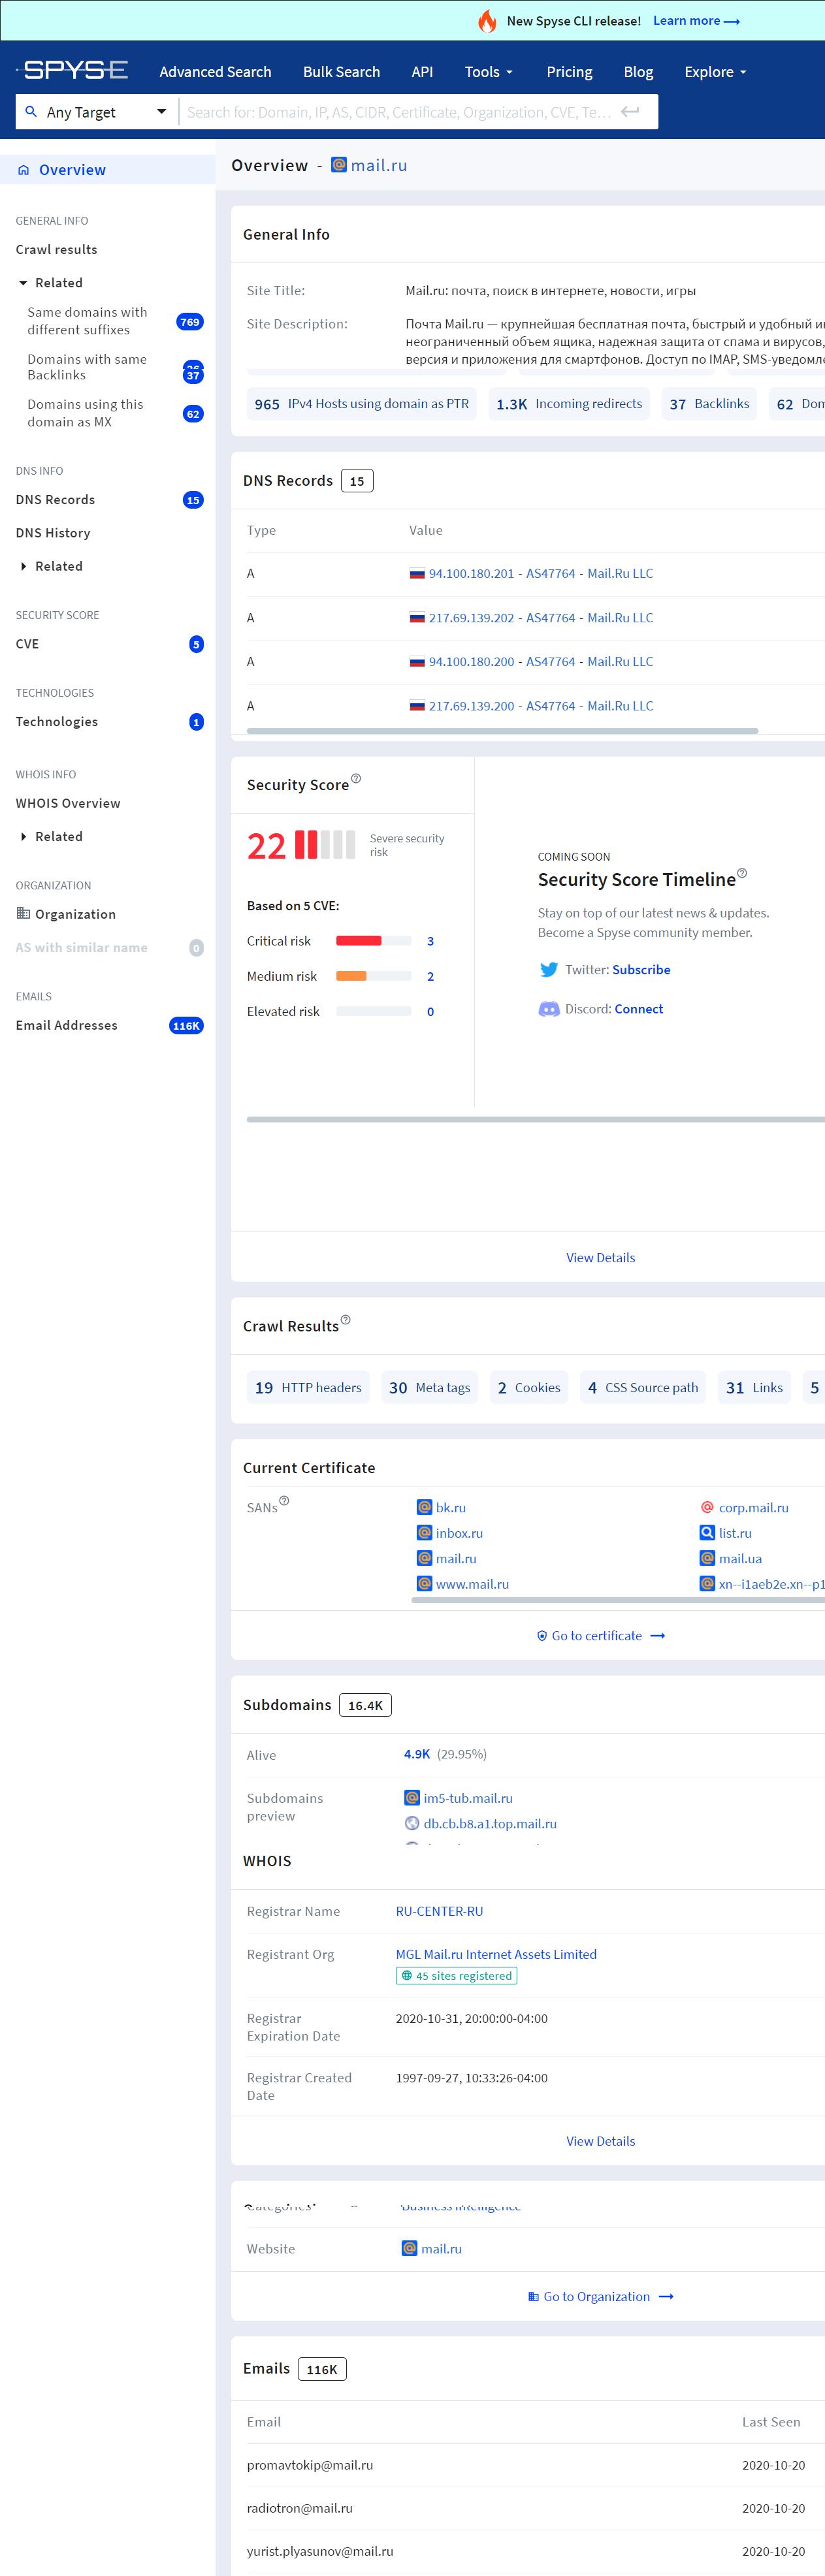 New Spyse CLI release! Learn more
SPYSE
Advanced Search Bulk Search API Tools Pricing Blog Explore
Any Target Search for: Domain, IP, AS, CIDR, Certificate, Organization, CVE, Te…
Overview
Overview - mail.ru
GENERAL INFO
Crawl results
Related
Same domains with
different suffixes 769
Domains with same
Backlinks 37
Domains using this
domain as MX 62
DNS INFO
DNS Records 15
DNS History
Related
SECURITY SCORE
CVE 5
TECHNOLOGIES
Technologies 1
WHOIS INFO
WHOIS Overview
Related
ORGANIZATION
Organization
AS with similar name 0
EMAILS
Email Addresses 116K
General Info
Site Title: Mail.ru: почта, поиск в интернете, новости, игры
Site Description: Почта Mail.ru — крупнейшая бесплатная почта, быстрый и удобный
неограниченный объем ящика, надежная защита от спама и вирусов,
версия и приложения для смартфонов. Доступ по IMAP, SMS-уведомле
965 IPv4 Hosts using domain as PTR 1.3K Incoming redirects 37 Backlinks 62 Dom
DNS Records 15
Type Value
A 94.100.180.201 - AS47764 - Mail.Ru LLC
A 217.69.139.202 - AS47764 - Mail.Ru LLC
A 94.100.180.200 - AS47764 - Mail.Ru LLC
A 217.69.139.200 - AS47764 - Mail.Ru LLC
Security Score
22 Severe security
risk
Based on 5 CVE:
Critical risk 3
Medium risk 2
Elevated risk 0
COMING SOON
Security Score Timeline
Stay on top of our latest news & updates.
Become a Spyse community member.
Twitter: Subscribe
Discord: Connect
View Details
Crawl Results
19 HTTP headers 30 Meta tags 2 Cookies 4 CSS Source path 31 Links 5
Current Certificate
SANs bk.ru corp.mail.ru
inbox.ru list.ru
mail.ru mail.ua
www.mail.ru xn--i1aeb2e.xn--p1
Go to certificate
Subdomains 16.4K
Alive 4.9K (29.95%)
Subdomains
preview
im5-tub.mail.ru
db.cb.b8.a1.top.mail.ru
WHOIS
Registrar Name RU-CENTER-RU
Registrant Org MGL Mail.ru Internet Assets Limited
45 sites registered
Registrar
Expiration Date 2020-10-31, 20:00:00-04:00
Registrar Created
Date 1997-09-27, 10:33:26-04:00
View Details
Website mail.ru
Go to Organization
Emails 116K
Email Last Seen
promavtokip@mail.ru 2020-10-20
radiotron@mail.ru 2020-10-20
yurist.plyasunov@mail.ru 2020-10-20